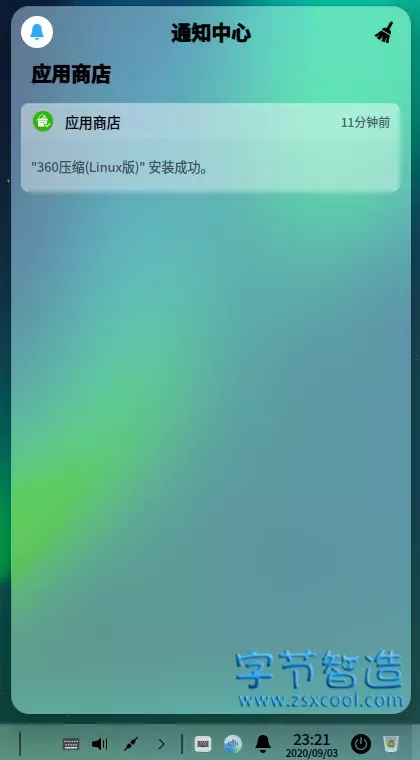 通知中心
应用商店
应用商店
11分钟前
"360压缩(Linux版)" 安装成功。
字节智造
www.zsxcool.com
23:21
2020/09/03